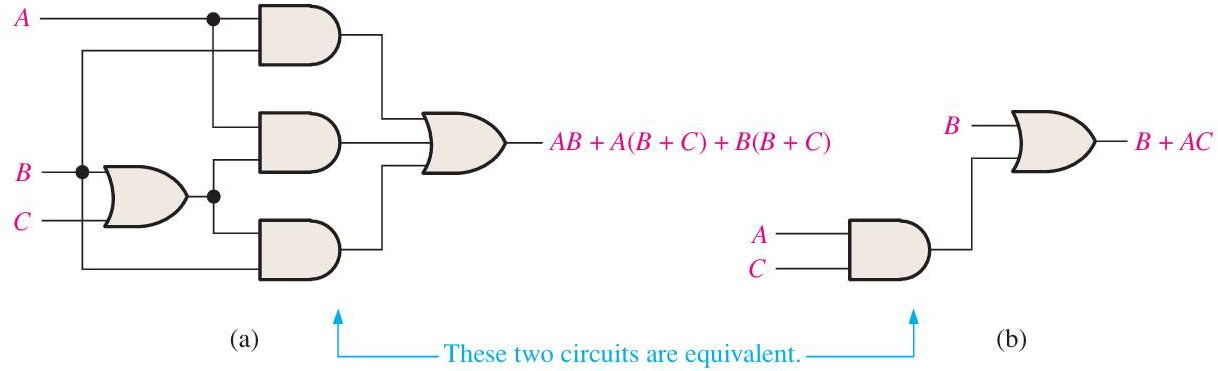 A
B
C
AB + A(B + C) + B(B + C)
B
A
C
B + AC
(a)
These two circuits are equivalent.
(b)